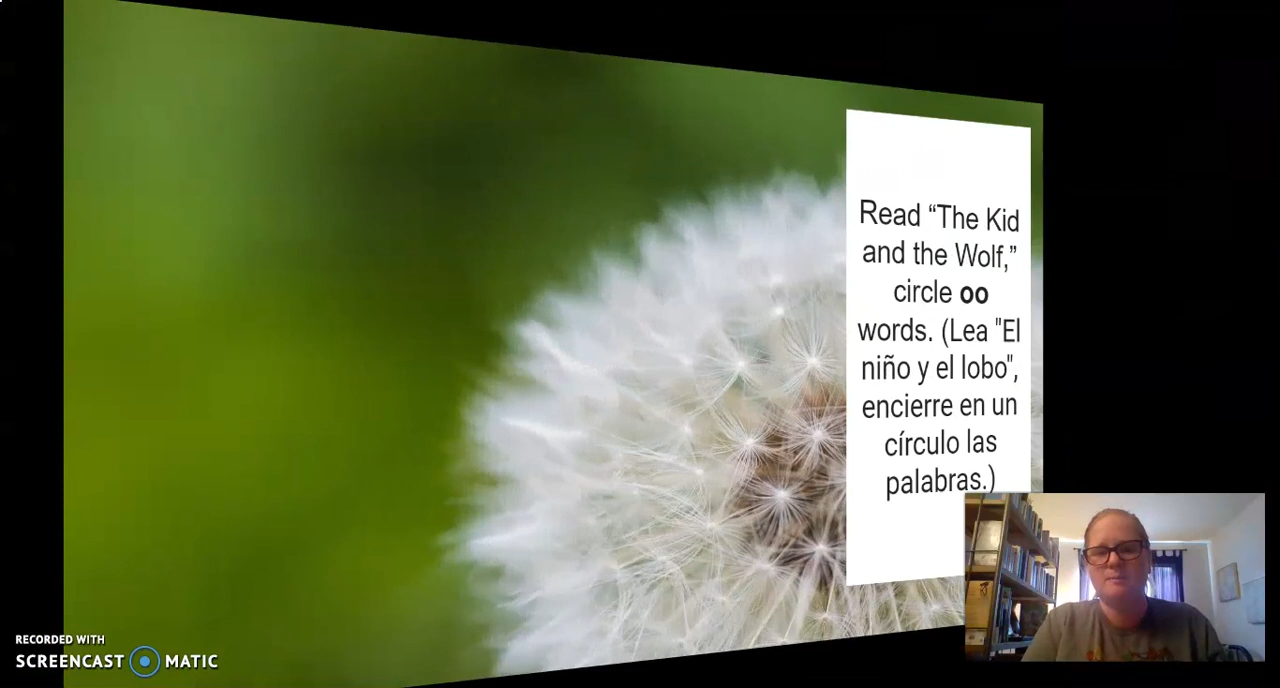 Read “The Kid
and the Wolf,”
circle oo
words. (Lea "El
niño y el lobo",
encierre en un
círculo las
palabras.)
RECORDED WITH
SCREENCAST MATIC